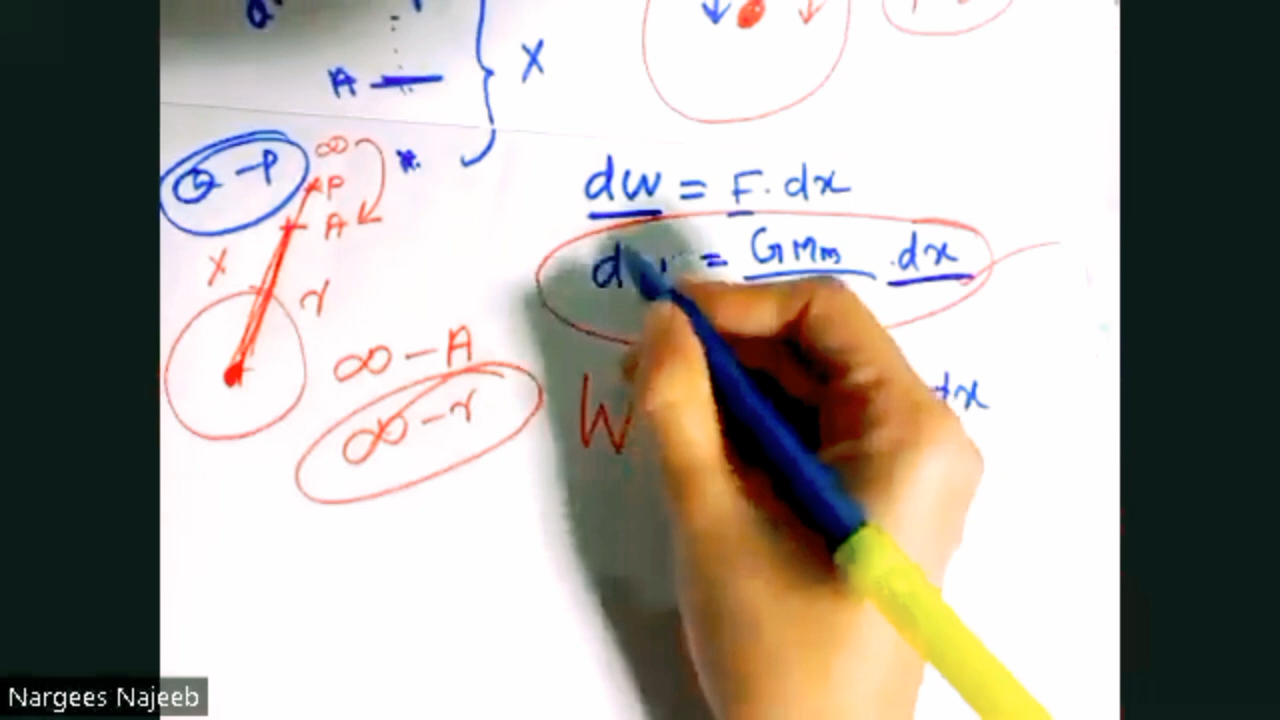 A
X
Q - P
∞
P
A
X
r
∞ - A
∞ - r
dW = F. dx
= GMm .dx
W
dx
Nargees Najeeb